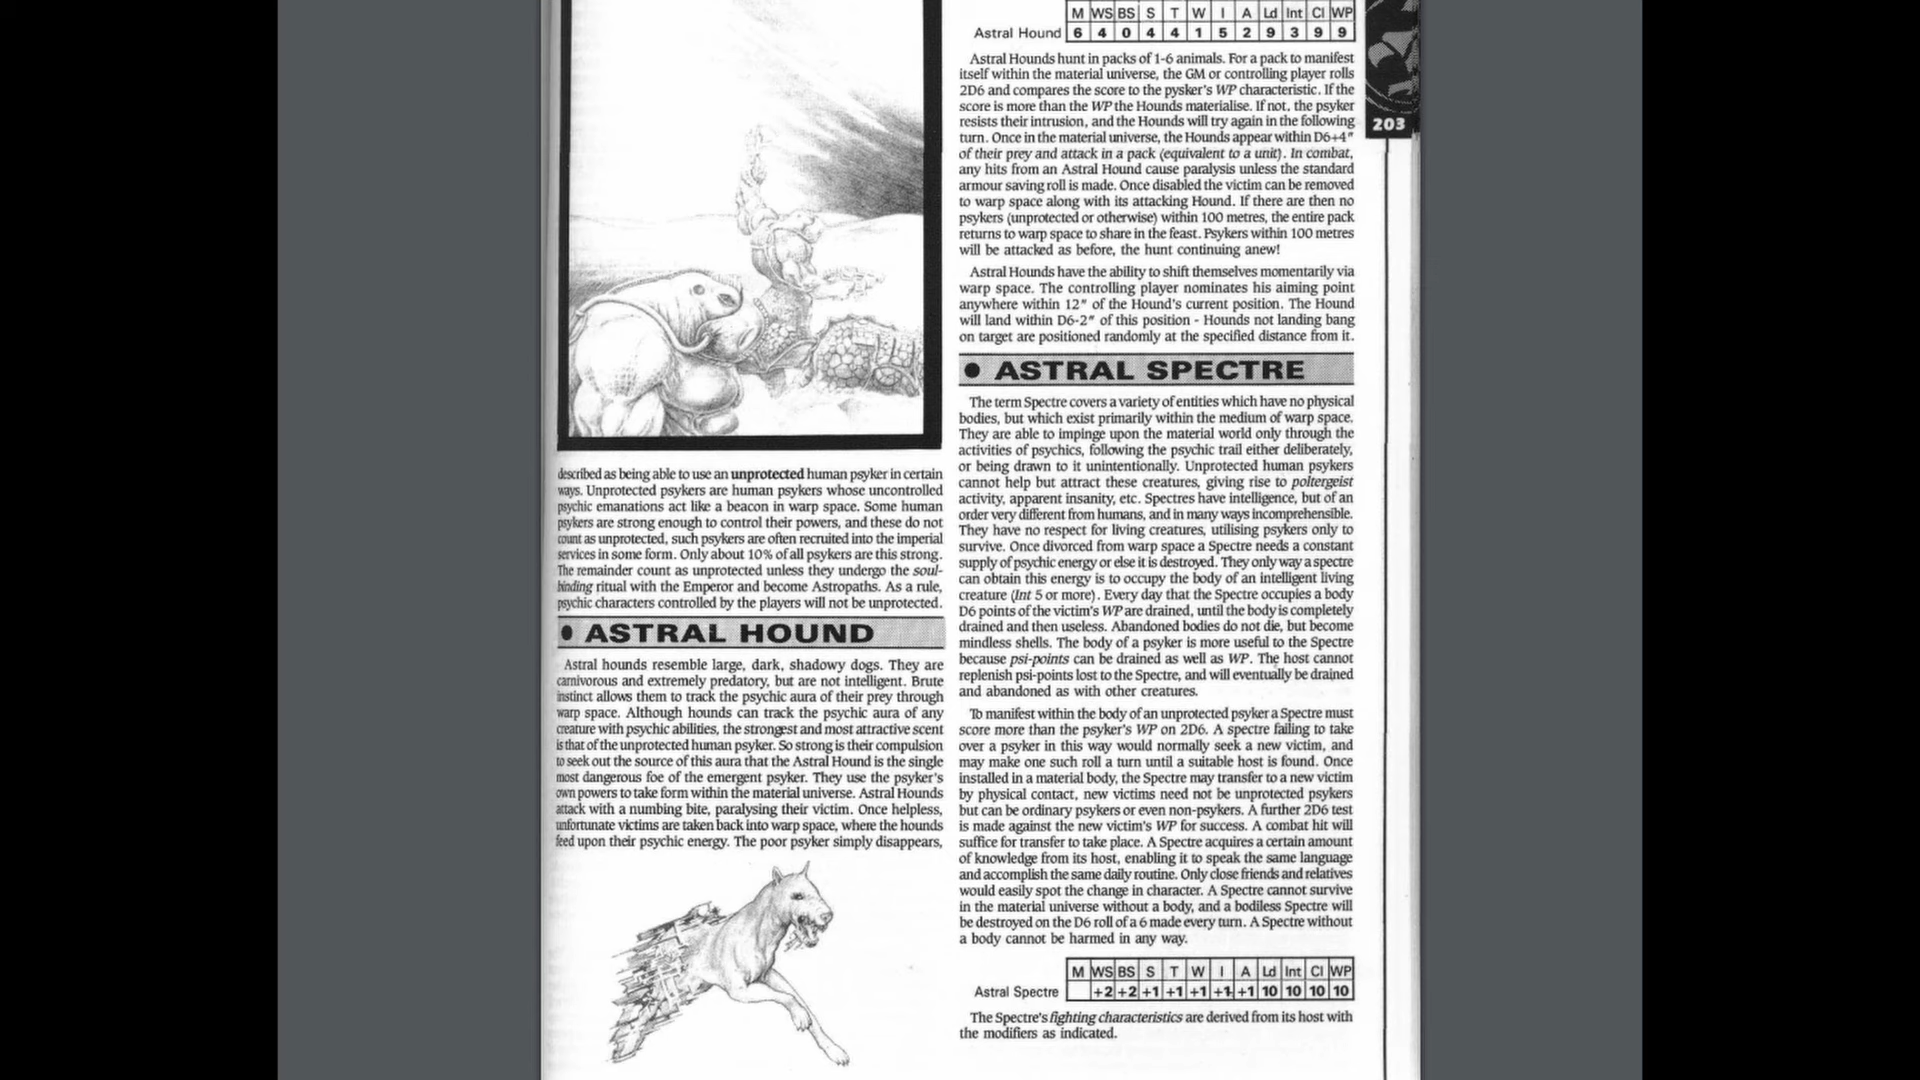 described as being able to use an unprotected human psyker in certain
ways. Unprotected psykers are human psykers whose uncontrolled
psychic emanations act like a beacon in warp space. Some human
psykers are strong enough to control their powers, and these do not
count as unprotected, such psykers are often recruited into the imperial
services in some form. Only about 10% of all psykers are this strong.
The remainder count as unprotected unless they undergo the soul-
binding ritual with the Emperor and become Astropaths. As a rule,
psychic characters controlled by the players will not be unprotected.
• ASTRAL HOUND
Astral hounds resemble large, dark, shadowy dogs. They are
carnivorous and extremely predatory, but are not intelligent. Brute
instinct allows them to track the psychic aura of their prey through
warp space. Although hounds can track the psychic aura of any
creature with psychic abilities, the strongest and most attractive scent
is that of the unprotected human psyker. So strong is their compulsion
to seek out the source of this aura that the Astral Hound is the single
most dangerous foe of the emergent psyker. They use the psyker's
own powers to take form within the material universe. Astral Hounds
attack with a numbing bite, paralysing their victim. Once helpless,
unfortunate victims are taken back into warp space, where the hounds
feed upon their psychic energy. The poor psyker simply disappears,
M WS BS S T W I A Ld Int Cl WP
Astral Hound 6 4 0 4 4 1 5 2 9 3 9 9
Astral Hounds hunt in packs of 1-6 animals. For a pack to manifest
itself within the material universe, the GM or controlling player rolls
2D6 and compares the score to the pysker's WP characteristic. If the
score is more than the WP the Hounds materialise. If not, the psyker
resists their intrusion, and the Hounds will try again in the following
turn. Once in the material universe, the Hounds appear within D6+4"
of their prey and attack in a pack (equivalent to a unit). In combat,
any hits from an Astral Hound cause paralysis unless the standard
armour saving roll is made. Once disabled the victim can be removed
to warp space along with its attacking Hound. If there are then no
psykers (unprotected or otherwise) within 100 metres, the entire pack
returns to warp space to share in the feast. Psykers within 100 metres
will be attacked as before, the hunt continuing anew!
Astral Hounds have the ability to shift themselves momentarily via
warp space. The controlling player nominates his aiming point
anywhere within 12" of the Hound's current position. The Hound
will land within D6-2" of this position - Hounds not landing bang
on target are positioned randomly at the specified distance from it.
• ASTRAL SPECTRE
The term Spectre covers a variety of entities which have no physical
bodies, but which exist primarily within the medium of warp space.
They are able to impinge upon the material world only through the
activities of psychics, following the psychic trail either deliberately,
or being drawn to it unintentionally. Unprotected human psykers
cannot help but attract these creatures, giving rise to poltergeist
activity, apparent insanity, etc. Spectres have intelligence, but of an
order very different from humans, and in many ways incomprehensible.
They have no respect for living creatures, utilising psykers only to
survive. Once divorced from warp space a Spectre needs a constant
supply of psychic energy or else it is destroyed. They only way a spectre
can obtain this energy is to occupy the body of an intelligent living
creature (Int 5 or more). Every day that the Spectre occupies a body
D6 points of the victim's WP are drained, until the body is completely
drained and then useless. Abandoned bodies do not die, but become
mindless shells. The body of a psyker is more useful to the Spectre
because psi-points can be drained as well as WP. The host cannot
replenish psi-points lost to the Spectre, and will eventually be drained
and abandoned as with other creatures.
To manifest within the body of an unprotected psyker a Spectre must
score more than the psyker's WP on 2D6. A spectre failing to take
over a psyker in this way would normally seek a new victim, and
may make one such roll a turn until a suitable host is found. Once
installed in a material body, the Spectre may transfer to a new victim
by physical contact, new victims need not be unprotected psykers
but can be ordinary psykers or even non-psykers. A further 2D6 test
is made against the new victim's WP for success. A combat hit will
suffice for transfer to take place. A Spectre acquires a certain amount
of knowledge from its host, enabling it to speak the same language
and accomplish the same daily routine. Only close friends and relatives
would easily spot the change in character. A Spectre cannot survive
in the material universe without a body, and a bodiless Spectre will
be destroyed on the D6 roll of a 6 made every turn. A Spectre without
a body cannot be harmed in any way.
M WS BS S T W I A Ld Int Cl WP
Astral Spectre +2 +2 +1 +1 +1 +1 +1 10 10 10 10
The Spectre's fighting characteristics are derived from its host with
the modifiers as indicated.
203